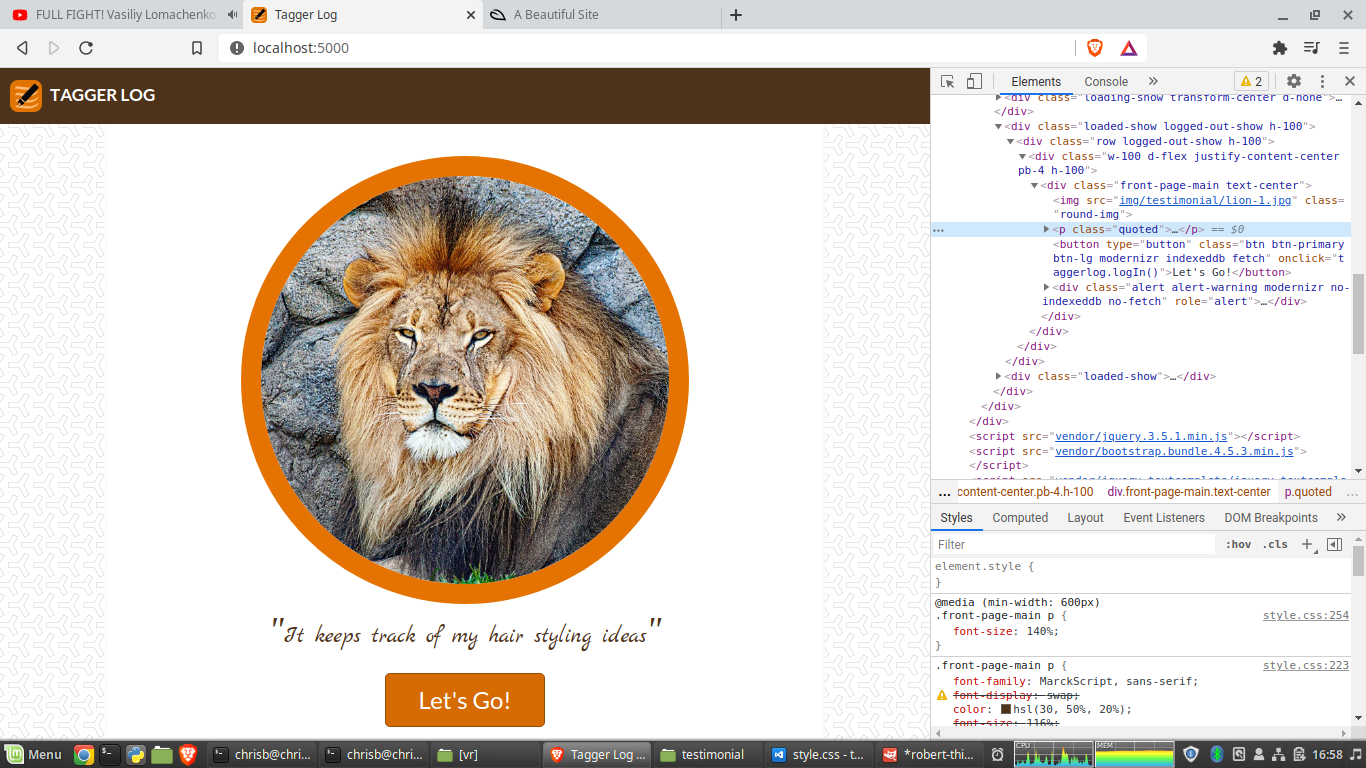 FULL FIGHT! Vasiliy Lomachenko
Tagger Log
A Beautiful Site
localhost:5000
TAGGER LOG
"It keeps track of my hair styling ideas"
Let's Go!
Elements
Console
2
<div class="loading-show transform-center d-none">…
</div>
<div class="loaded-show logged-out-show h-100">
<div class="row logged-out-show h-100">
<div class="w-100 d-flex justify-content-center
pb-4 h-100">
<div class="front-page-main text-center">
<img src="img/testimonial/lion-1.jpg" class=
"round-img">
<p class="quoted">…</p> == $0
<button type="button" class="btn btn-primary
btn-lg modernizr indexeddb fetch" onclick="t
aggerlog.logIn()">Let's Go!</button>
<div class="alert alert-warning modernizr no-
indexeddb no-fetch" role="alert">…</div>
</div>
</div>
</div>
</div>
<div class="loaded-show">…</div>
</div>
</div>
</div>
<script src="vendor/jquery.3.5.1.min.js"></script>
<script src="vendor/bootstrap.bundle.4.5.3.min.js">
</script>
… content-center.pb-4.h-100 div.front-page-main.text-center p.quoted …
Styles Computed Layout Event Listeners DOM Breakpoints
Filter :hov .cls
element.style {
}
@media (min-width: 600px)
.front-page-main p { style.css:254
font-size: 140%;
}
.front-page-main p { style.css:223
font-family: MarckScript, sans-serif;
font-display: swap;
color: hsl(30, 50%, 20%);
font-size: 116%;
Menu
chrisb@chri...
chrisb@chri...
[vr]
Tagger Log ...
testimonial
style.css - t...
*robert-thi...
CPU
MEM
16:58